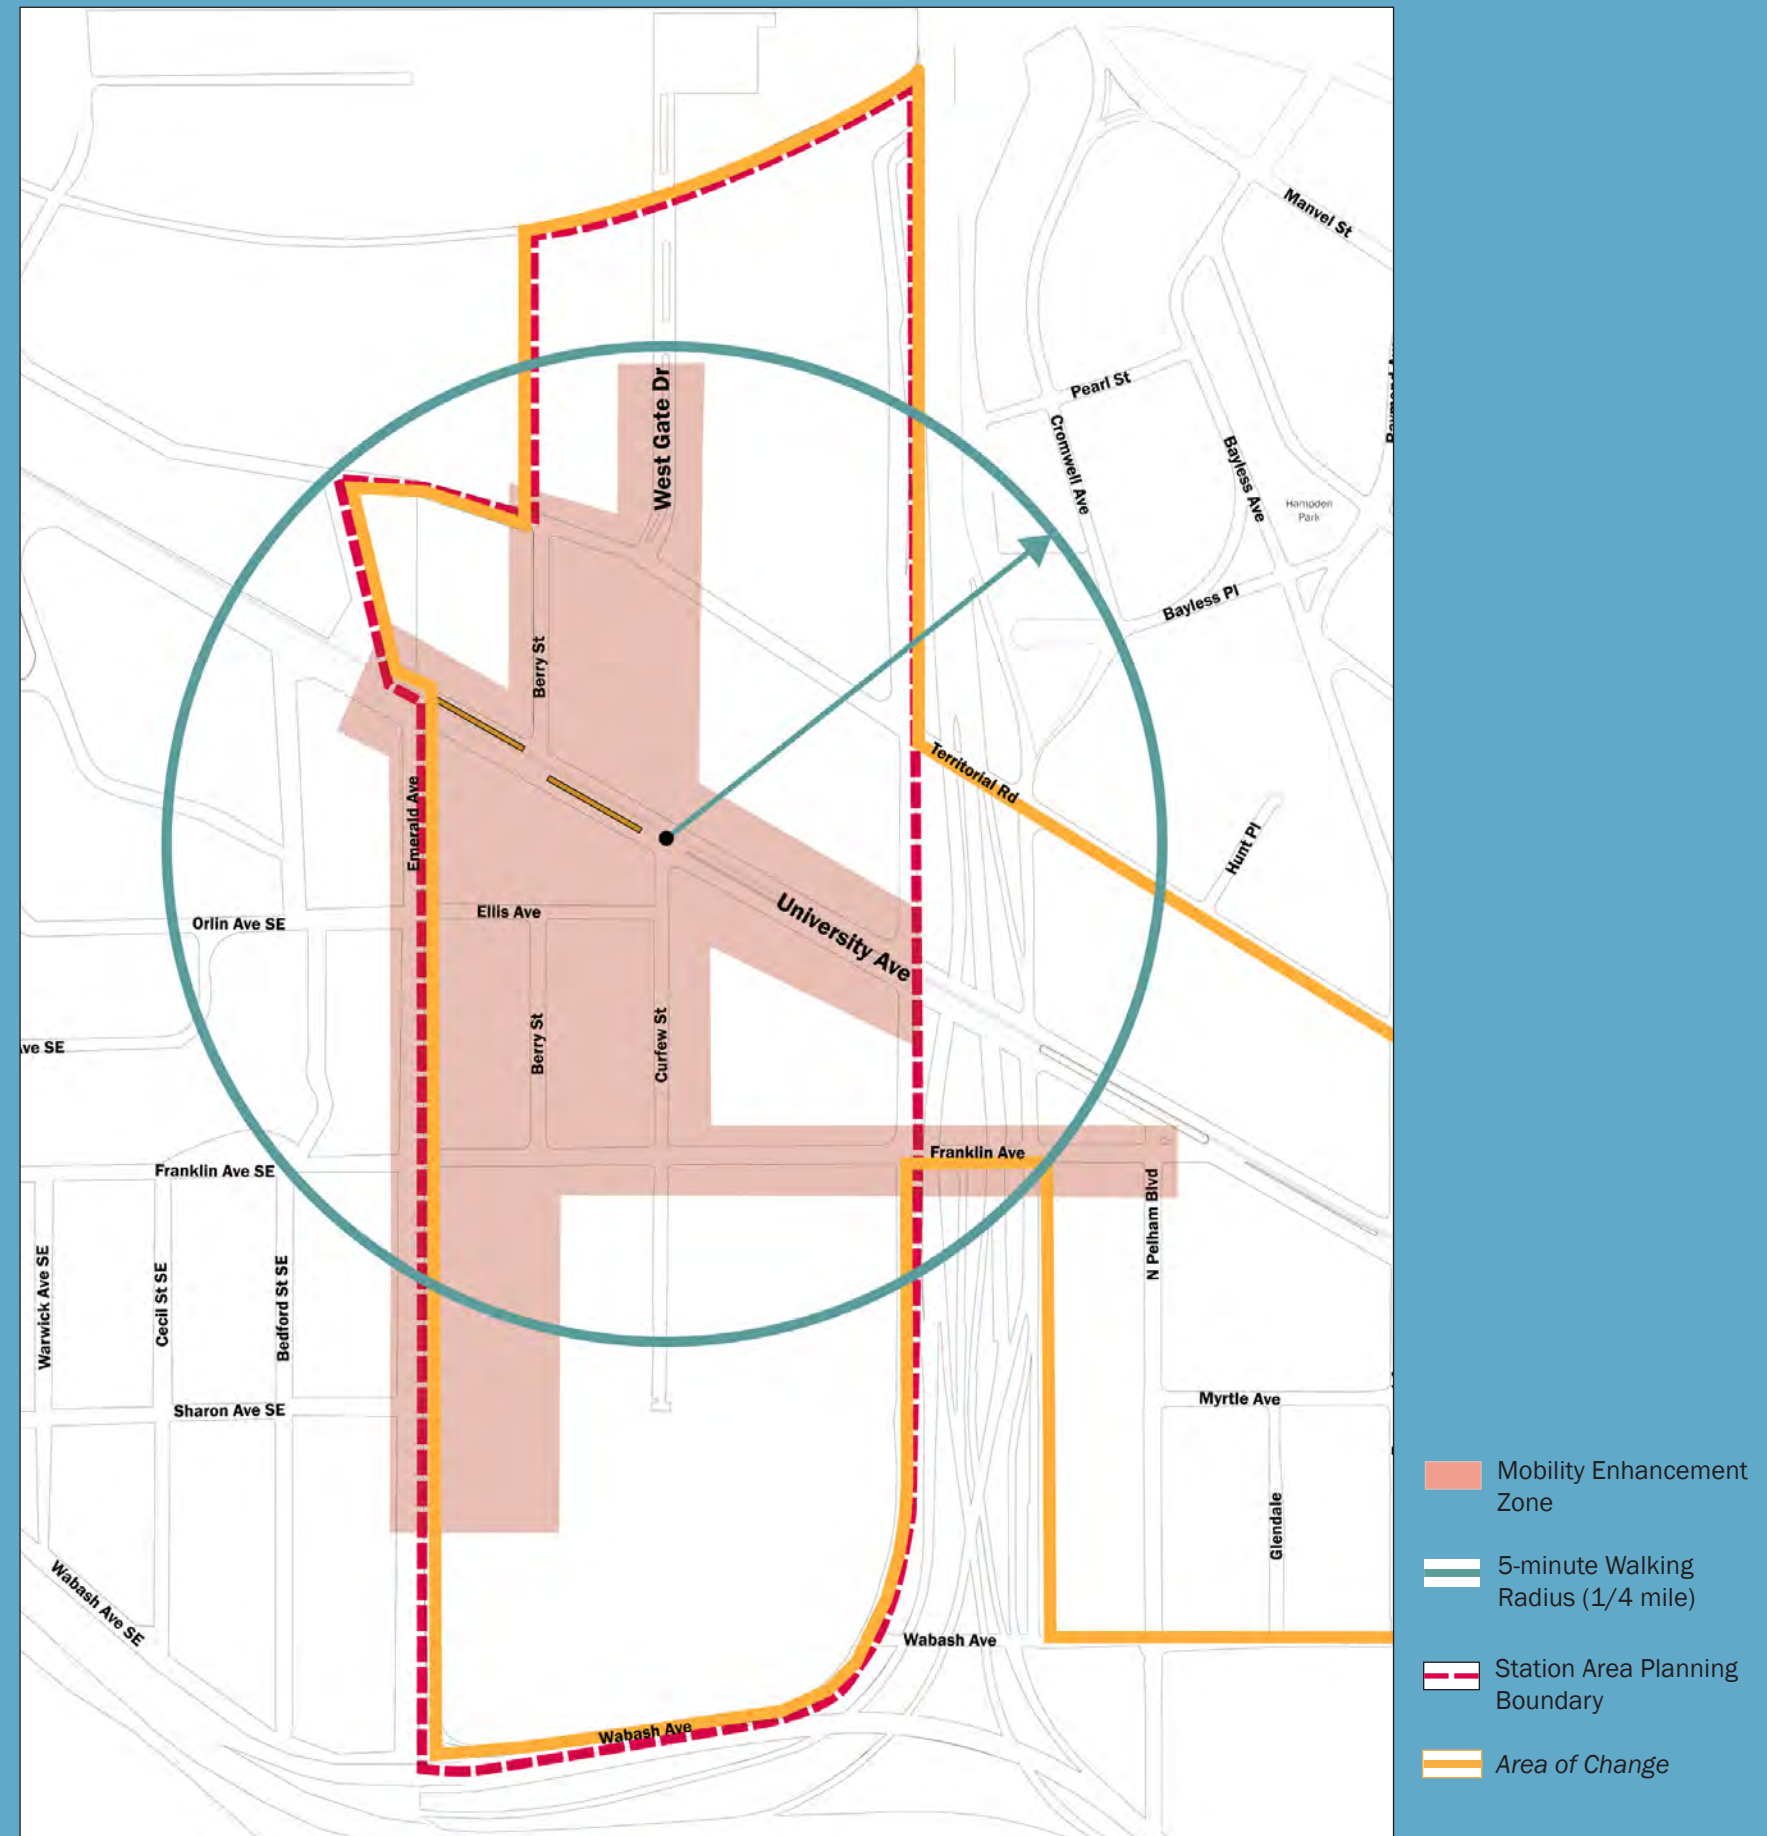 Manvel St
West Gate Dr
Pearl St
Cromwell Ave
Bayless Ave
Hampden
Park
Bayless Pl
Berry St
Territorial Rd
Emerald Ave
Hunt Pl
Orlin Ave SE
Ellis Ave
University Ave
Ave SE
Berry St
Curfew St
Franklin Ave SE
Franklin Ave
N Pelham Blvd
Warwick Ave SE
Cecil St SE
Bedford St SE
Sharon Ave SE
Myrtle Ave
Glendale
Wabash Ave SE
Wabash Ave
Wabash Ave
Mobility Enhancement
Zone
5-minute Walking
Radius (1/4 mile)
Station Area Planning
Boundary
Area of Change